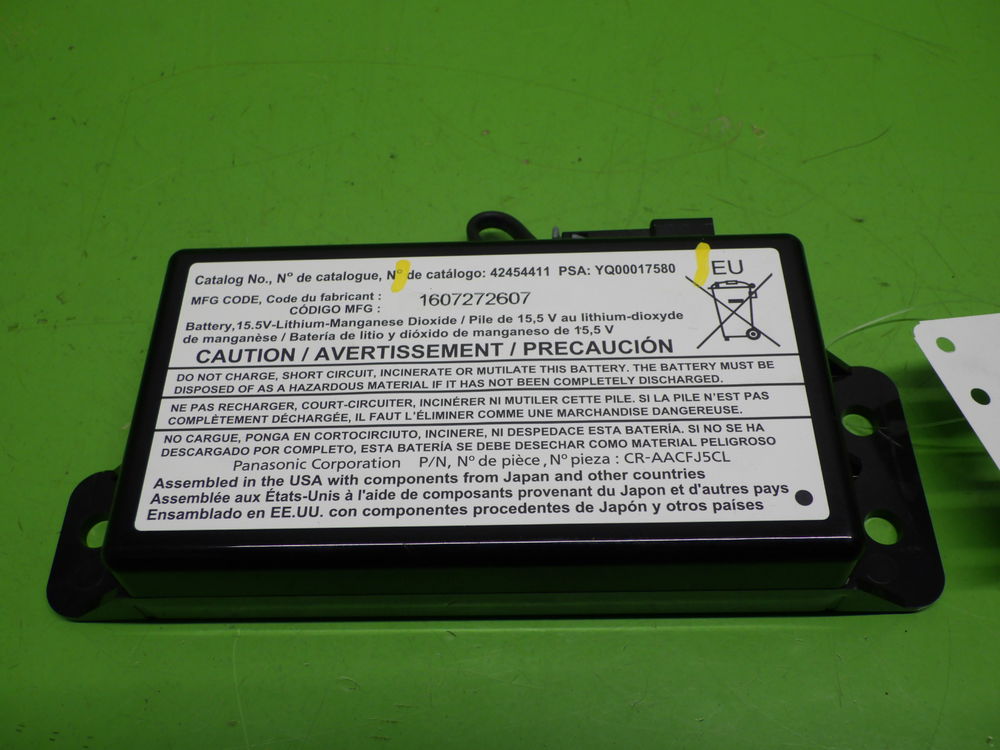 Catalog No., Nº de catalogue, Nº de catálogo: 42454411 PSA: YQ00017580
EU
MFG CODE, Code du fabricant :
CÓDIGO MFG :
1607272607
Battery,15.5V-Lithium-Manganese Dioxide / Pile de 15,5 V au lithium-dioxyde
de manganèse / Batería de litio y dióxido de manganeso de 15,5 V
CAUTION / AVERTISSEMENT / PRECAUCIÓN
DO NOT CHARGE, SHORT CIRCUIT, INCINERATE OR MUTILATE THIS BATTERY. THE BATTERY MUST BE
DISPOSED OF AS A HAZARDOUS MATERIAL IF IT HAS NOT BEEN COMPLETELY DISCHARGED.
NE PAS RECHARGER, COURT-CIRCUITER, INCINÉRER NI MUTILER CETTE PILE. SI LA PILE N'EST PAS
COMPLÈTEMENT DÉCHARGÉE, IL FAUT L'ÉLIMINER COMME UNE MARCHANDISE DANGEREUSE.
NO CARGUE, PONGA EN CORTOCIRCIUTO, INCINERE, NI DESPEDACE ESTA BATERÍA. SI NO SE HA
DESCARGADO POR COMPLETO, ESTA BATERÍA SE DEBE DESECHAR COMO MATERIAL PELIGROSO
Panasonic Corporation P/N, Nº de pièce, Nº pieza : CR-AACFJ5CL
Assembled in the USA with components from Japan and other countries
Assemblée aux États-Unis à l'aide de composants provenant du Japon et d'autres pays
Ensamblado en EE.UU. con componentes procedentes de Japón y otros países